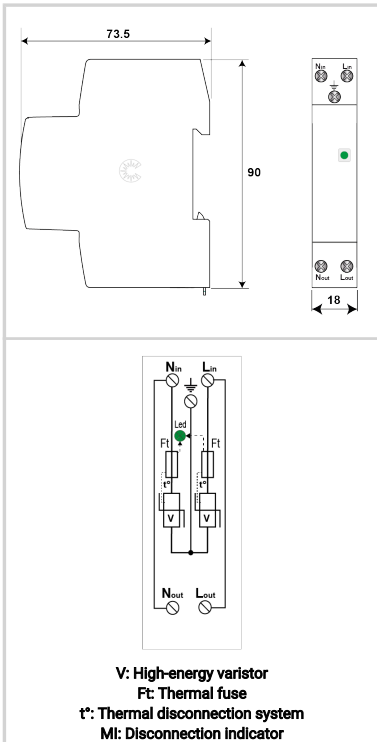 73.5
90
Nin Lin
Nout Lout
18
Nin Lin
Led
Ft Ft
t° t°
V V
Nout Lout
V: High-energy varistor
Ft: Thermal fuse
t°: Thermal disconnection system
MI: Disconnection indicator